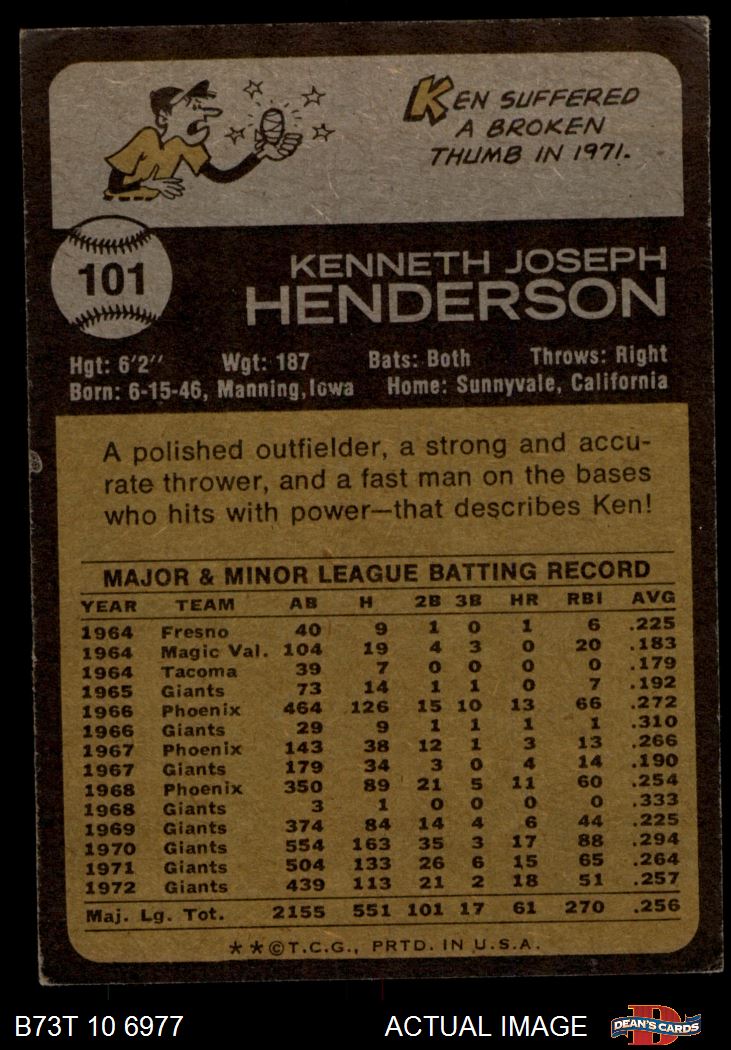 KEN SUFFERED
A BROKEN
THUMB IN 1971.
101
KENNETH JOSEPH
HENDERSON
Hgt: 6'2" Wgt: 187 Bats: Both Throws: Right
Born: 6-15-46, Manning, Iowa Home: Sunnyvale, California
A polished outfielder, a strong and accu-
rate thrower, and a fast man on the bases
who hits with power—that describes Ken!
MAJOR & MINOR LEAGUE BATTING RECORD
YEAR TEAM AB H 2B 3B HR RBI AVG
1964 Fresno 40 9 1 0 1 6 .225
1964 Magic Val. 104 19 4 3 0 20 .183
1964 Tacoma 39 7 0 0 0 0 .179
1965 Giants 73 14 1 1 0 7 .192
1966 Phoenix 464 126 15 10 13 66 .272
1966 Giants 29 9 1 1 1 1 .310
1967 Phoenix 143 38 12 1 3 13 .266
1967 Giants 179 34 3 0 4 14 .190
1968 Phoenix 350 89 21 5 11 60 .254
1968 Giants 3 1 0 0 0 0 .333
1969 Giants 374 84 14 4 6 44 .225
1970 Giants 554 163 35 3 17 88 .294
1971 Giants 504 133 26 6 15 65 .264
1972 Giants 439 113 21 2 18 51 .257
Maj. Lg. Tot. 2155 551 101 17 61 270 .256
**©T.C.G., PRTD. IN U.S.A.
B73T 10 6977 ACTUAL IMAGE
D
DEAN'S CARDS